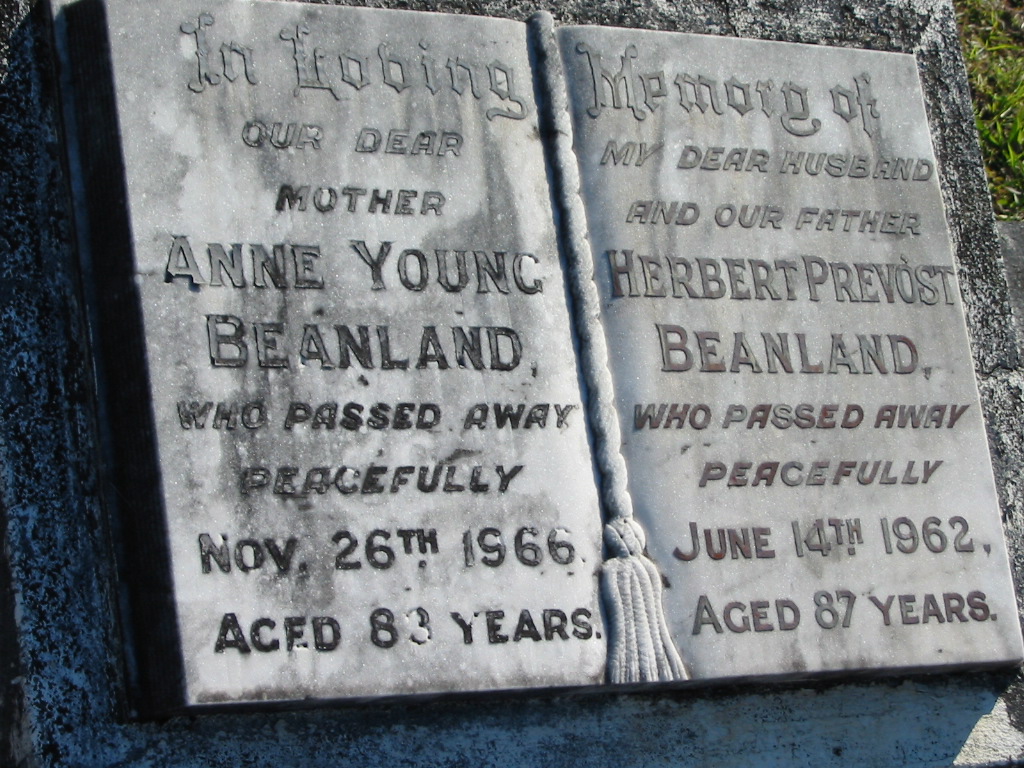 In Loving
OUR DEAR
MOTHER
ANNE YOUNG
BEANLAND,
WHO PASSED AWAY
PEACEFULLY
NOV. 26TH 1966.
AGED 83 YEARS.
Memory of
MY DEAR HUSBAND
AND OUR FATHER
HERBERT PREVOST
BEANLAND,
WHO PASSED AWAY
PEACEFULLY
JUNE 14TH 1962,
AGED 87 YEARS.